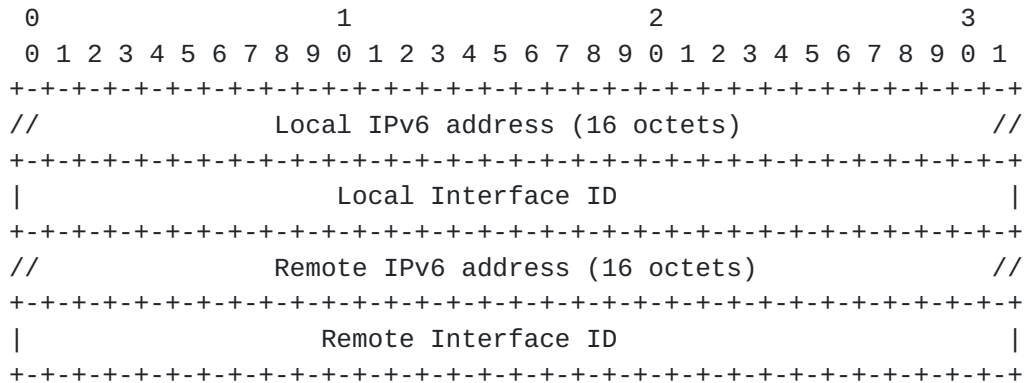 0                   1                   2                   3
 0 1 2 3 4 5 6 7 8 9 0 1 2 3 4 5 6 7 8 9 0 1 2 3 4 5 6 7 8 9 0 1
+-+-+-+-+-+-+-+-+-+-+-+-+-+-+-+-+-+-+-+-+-+-+-+-+-+-+-+-+-+-+-+-+
//               Local IPv6 address (16 octets)                //
+-+-+-+-+-+-+-+-+-+-+-+-+-+-+-+-+-+-+-+-+-+-+-+-+-+-+-+-+-+-+-+-+
|                    Local Interface ID                         |
+-+-+-+-+-+-+-+-+-+-+-+-+-+-+-+-+-+-+-+-+-+-+-+-+-+-+-+-+-+-+-+-+
//               Remote IPv6 address (16 octets)               //
+-+-+-+-+-+-+-+-+-+-+-+-+-+-+-+-+-+-+-+-+-+-+-+-+-+-+-+-+-+-+-+-+
|                   Remote Interface ID                         |
+-+-+-+-+-+-+-+-+-+-+-+-+-+-+-+-+-+-+-+-+-+-+-+-+-+-+-+-+-+-+-+-+